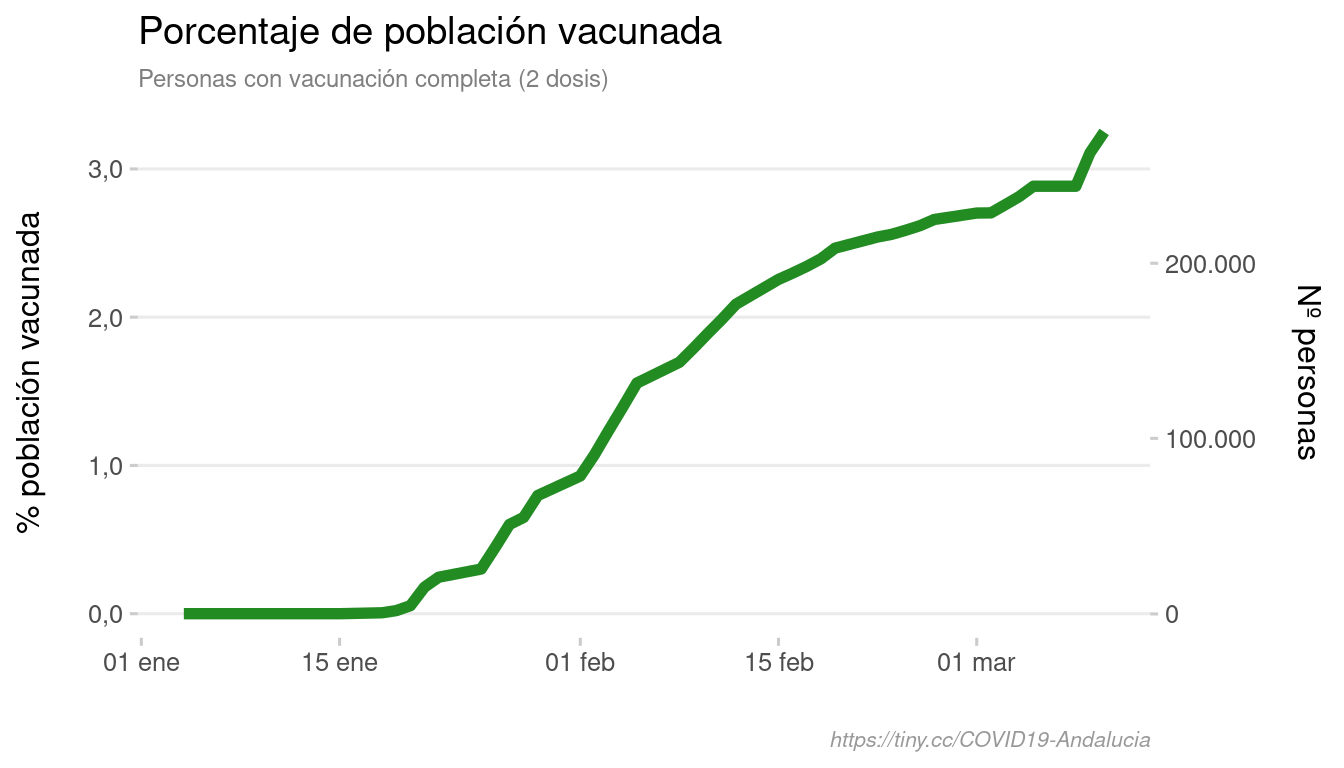 Porcentaje de población vacunada
Personas con vacunación completa (2 dosis)
% población vacunada
3,0
2,0
1,0
0,0
200.000
100.000
0
Nº personas
01 ene
15 ene
01 feb
15 feb
01 mar
https://tiny.cc/COVID19-Andalucia